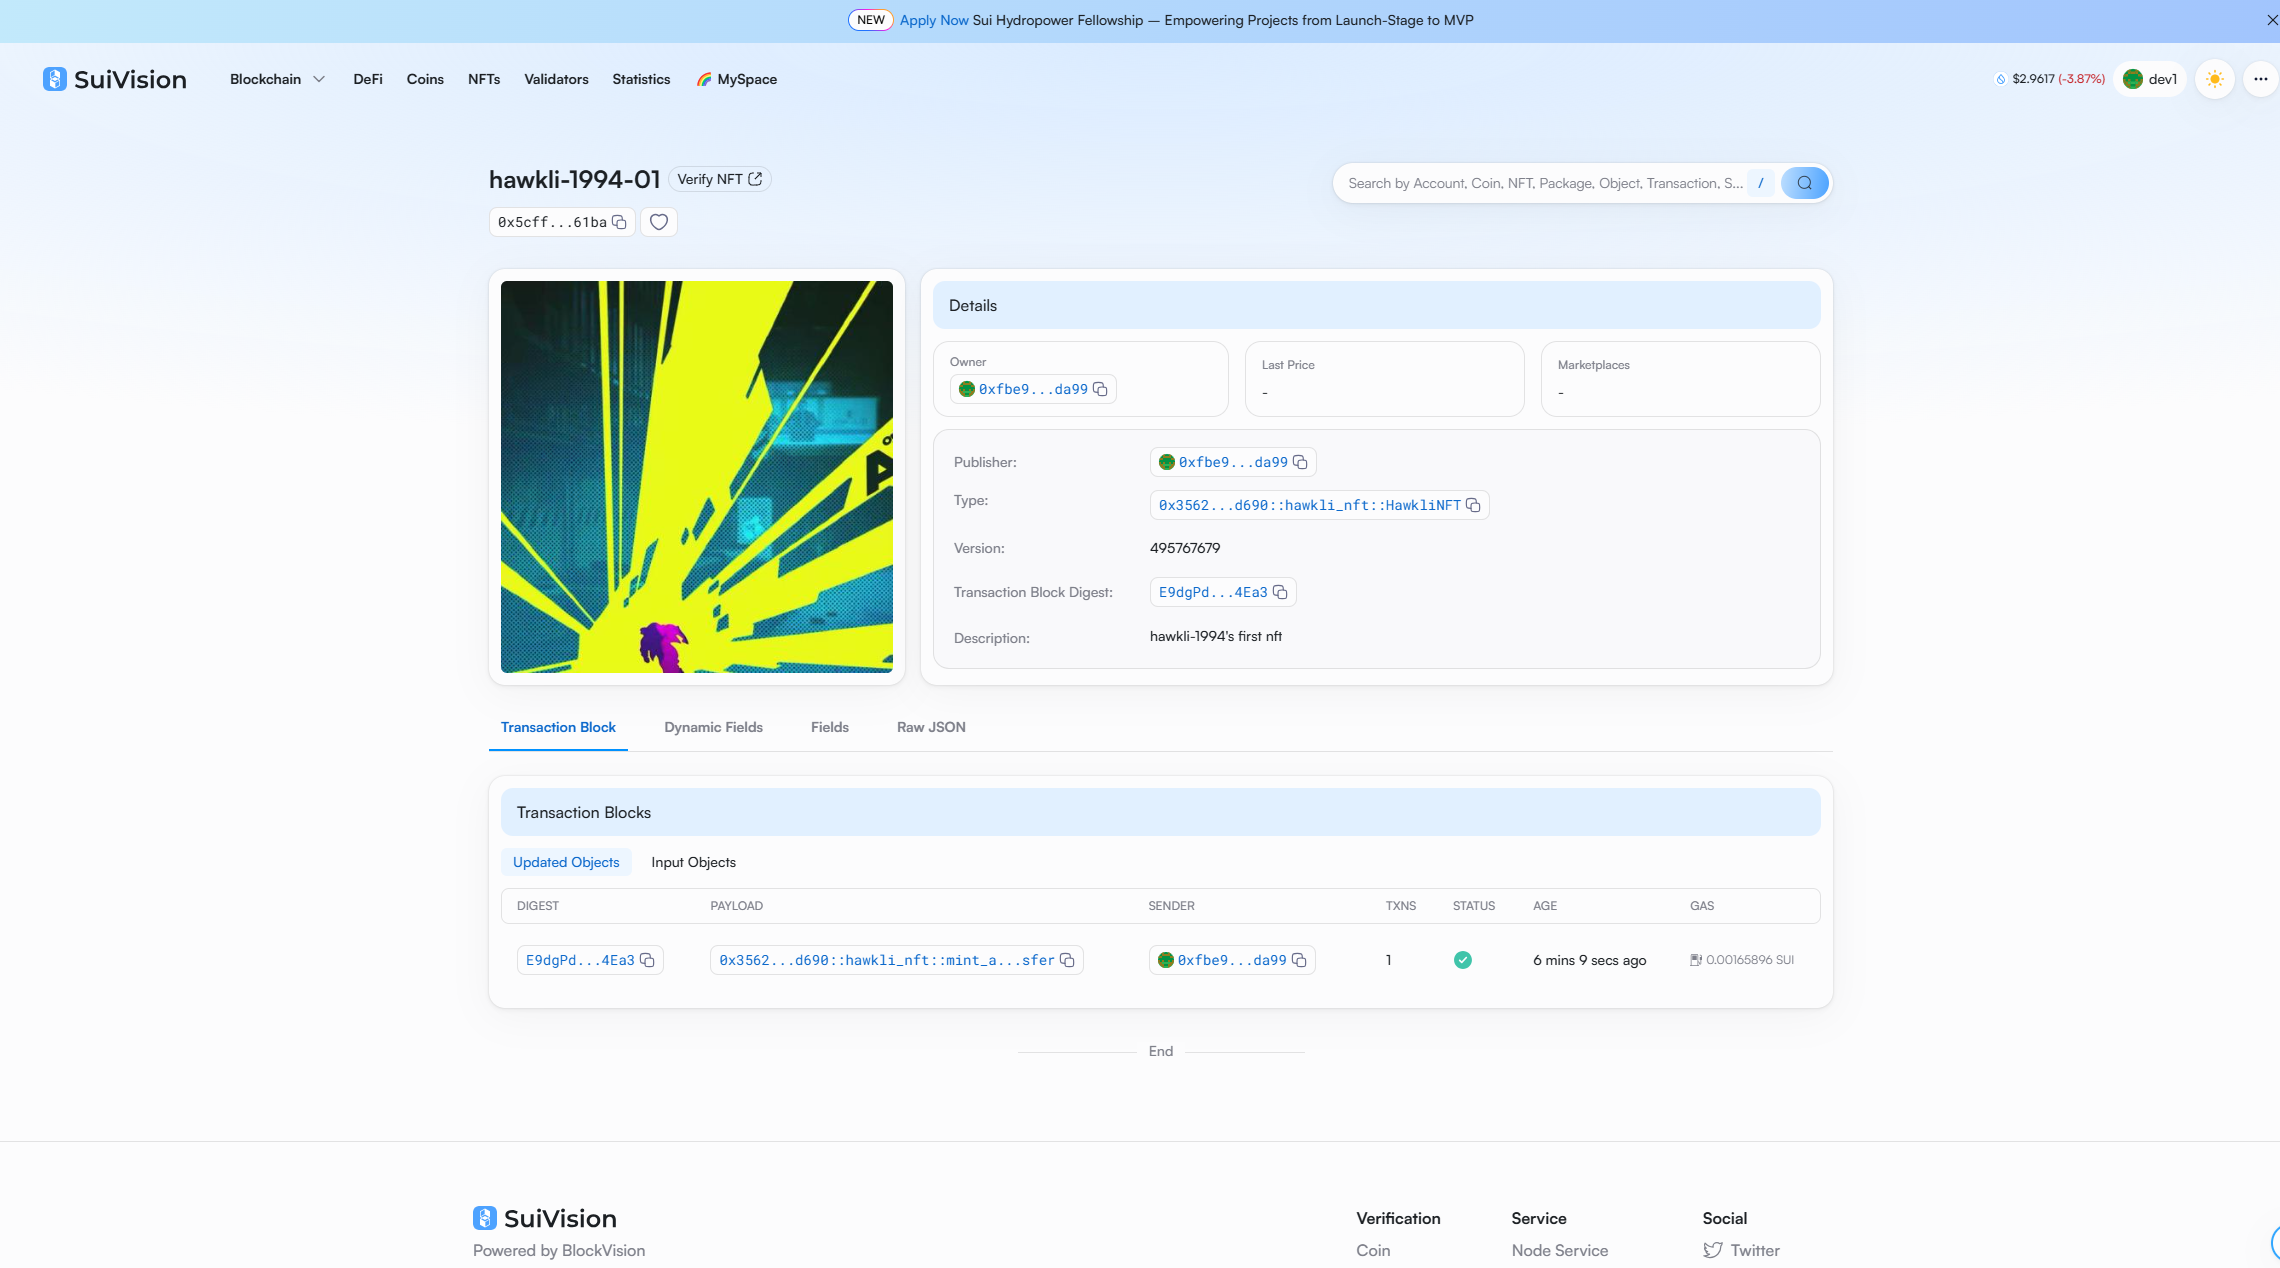 NEW Apply Now Sui Hydropower Fellowship — Empowering Projects from Launch-Stage to MVP
SuiVision Blockchain DeFi Coins NFTs Validators Statistics MySpace $2.9617 (-3.87%) dev1
hawkli-1994-01 Verify NFT
Search by Account, Coin, NFT, Package, Object, Transaction, S... /
0x5cff...61ba
Details
Owner
0xfbe9...da99
Last Price
-
Marketplaces
-
Publisher: 0xfbe9...da99
Type: 0x3562...d690::hawkli_nft::HawkliNFT
Version: 495767679
Transaction Block Digest: E9dgPd...4Ea3
Description: hawkli-1994's first nft
Transaction Block Dynamic Fields Fields Raw JSON
Transaction Blocks
Updated Objects Input Objects
DIGEST PAYLOAD SENDER TXNS STATUS AGE GAS
E9dgPd...4Ea3 0x3562...d690::hawkli_nft::mint_a...sfer 0xfbe9...da99 1 6 mins 9 secs ago 0.00165896 SUI
End
SuiVision
Powered by BlockVision
Verification
Coin
Service
Node Service
Social
Twitter